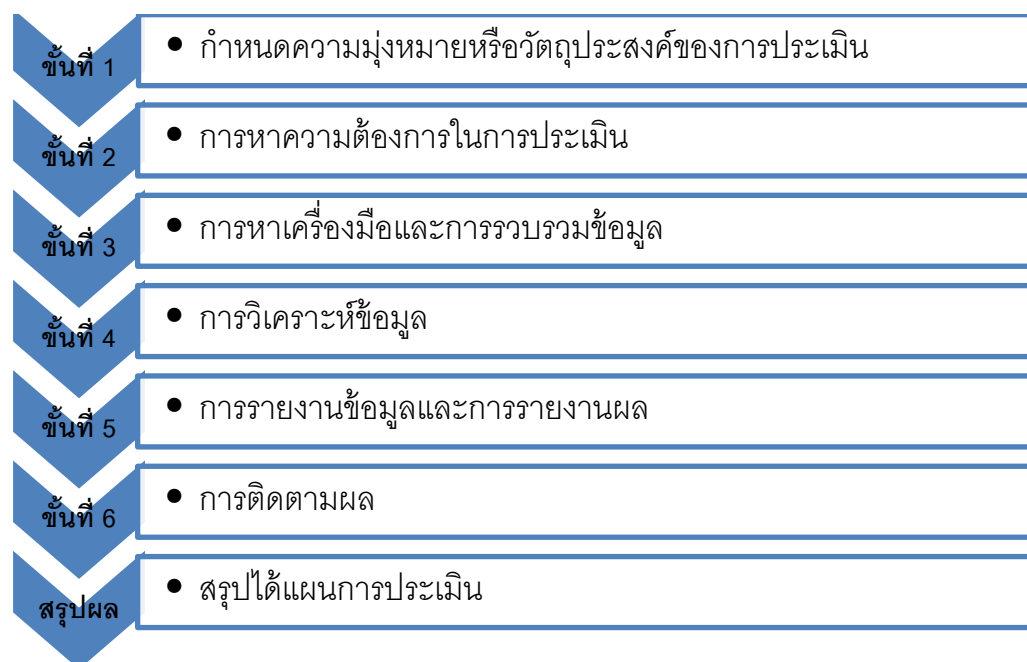 ขั้นที่ 1
• กำหนดความมุ่งหมายหรือวัตถุประสงค์ของการประเมิน
ขั้นที่ 2
• การหาความต้องการในการประเมิน
ขั้นที่ 3
• การหาเครื่องมือและการรวบรวมข้อมูล
ขั้นที่ 4
• การวิเคราะห์ข้อมูล
ขั้นที่ 5
• การรายงานข้อมูลและการรายงานผล
ขั้นที่ 6
• การติดตามผล
สรุปผล
• สรุปได้แผนการประเมิน